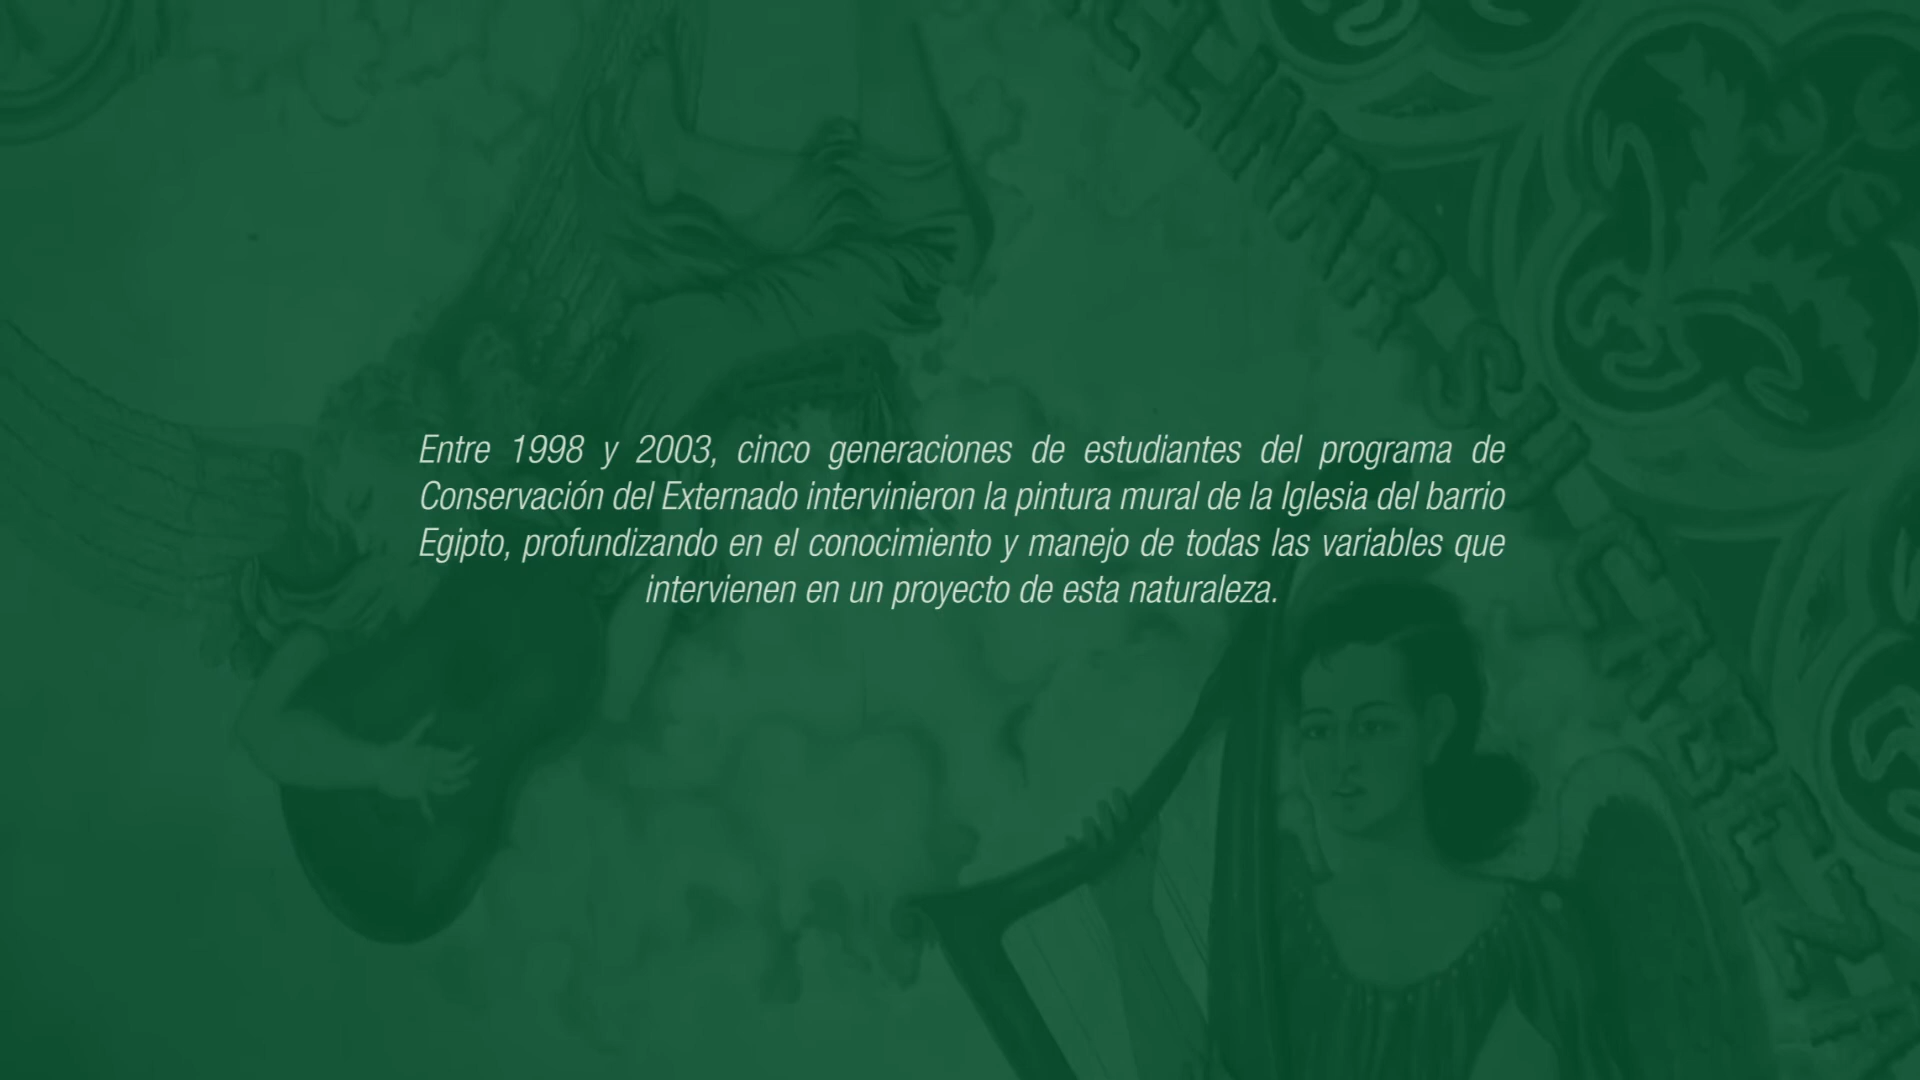 Entre 1998 y 2003, cinco generaciones de estudiantes del programa de
Conservación del Externado intervinieron la pintura mural de la Iglesia del barrio
Egipto, profundizando en el conocimiento y manejo de todas las variables que
intervienen en un proyecto de esta naturaleza.